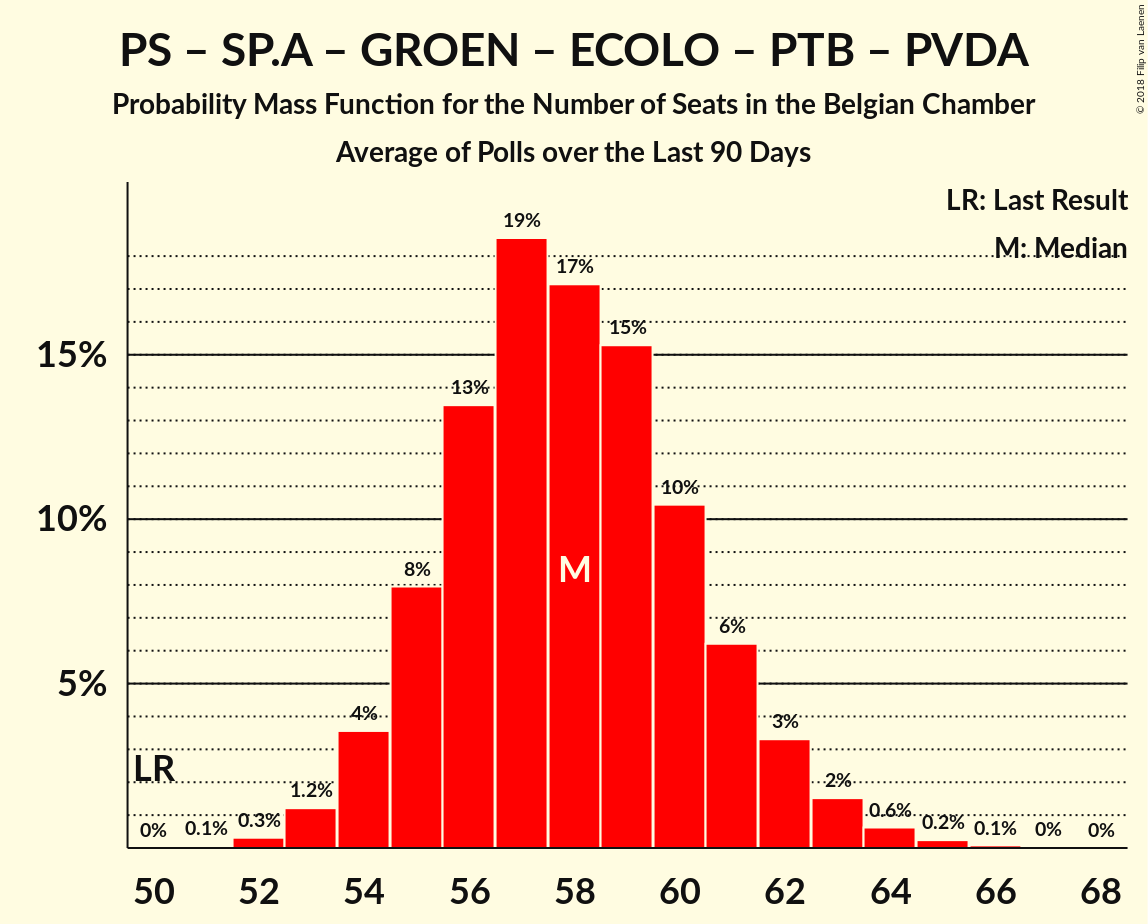 PS – SP.A – GROEN – ECOLO – PTB – PVDA
Probability Mass Function for the Number of Seats in the Belgian Chamber
Average of Polls over the Last 90 Days
© 2018 Filip van Laenen
LR: Last Result
M: Median
15%
10%
5%
LR
0%
0.1%
0.3%
1.2%
4%
8%
13%
19%
17%
15%
10%
6%
3%
2%
0.6%
0.2%
0.1%
0%
0%
M
50 52 54 56 58 60 62 64 66 68